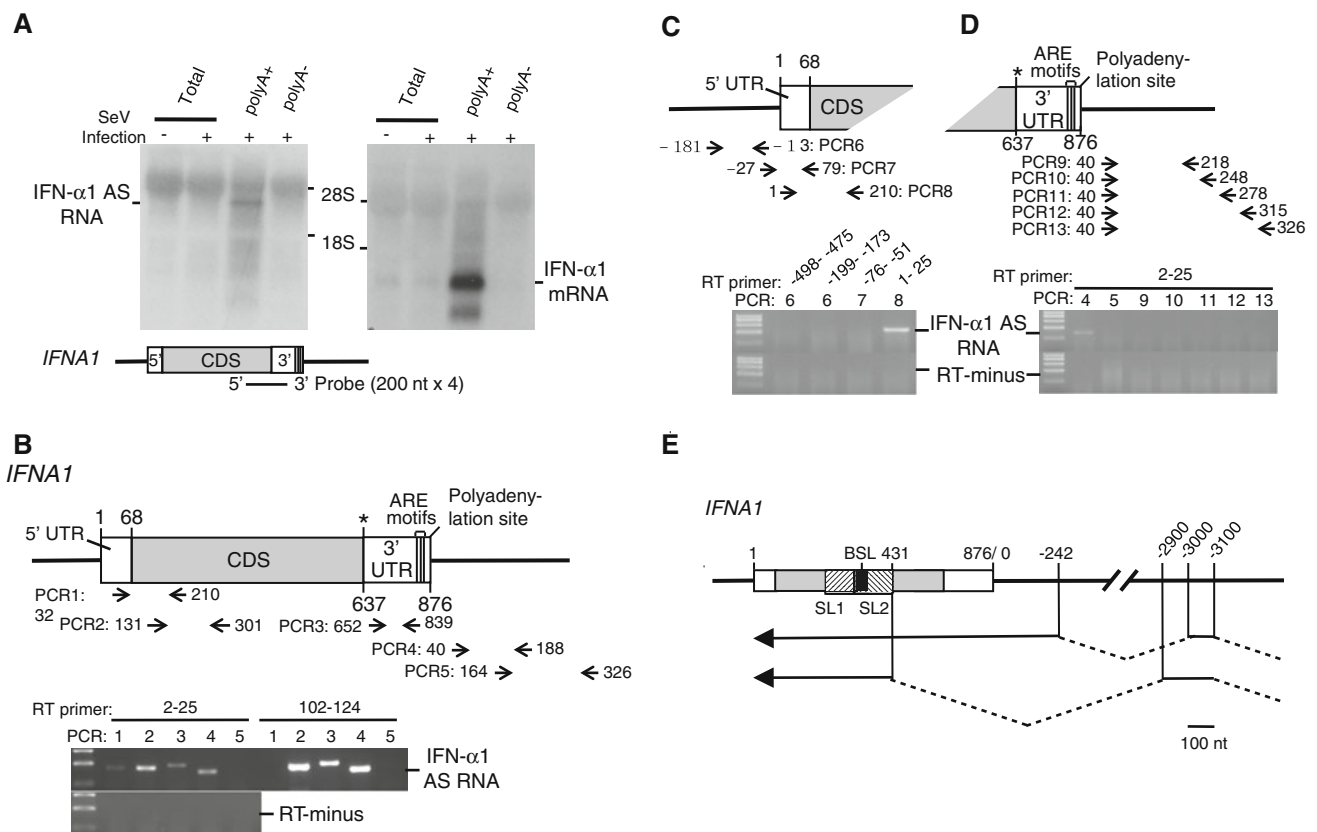 A
SeV
Infection
Total
polyA+
polyA-
- + + +
Total
polyA+
polyA-
- + + +
IFN-α1 AS
RNA
28S
18S
IFN-α1
mRNA
IFNA1
5'
CDS
3'
5' 3' Probe (200 nt x 4)
B
IFNA1
1 68 *
5' UTR
CDS
3'
UTR
ARE
motifs
Polyadeny-
lation site
637 876
PCR1:
32
210
PCR2: 131
301
PCR3: 652
839
PCR4: 40
188
PCR5: 164
326
RT primer: 2-25 102-124
PCR: 1 2 3 4 5 1 2 3 4 5
IFN-α1
AS RNA
RT-minus
C
1 68
5' UTR
CDS
- 181 - 1 3: PCR6
-27 79: PCR7
1 210: PCR8
RT primer: -498- -475 -199- -173 -76- -51 1- 25
PCR: 6 6 7 8
IFN-α1 AS
RNA
RT-minus
D
*
ARE
motifs
Polyadeny-
lation site
3'
UTR
637 876
PCR9: 40 218
PCR10: 40 248
PCR11: 40 278
PCR12: 40 315
PCR13: 40 326
RT primer: 2-25
PCR: 4 5 9 10 11 12 13
E
IFNA1
1 BSL 431 876/ 0 -242 -2900 -3000 -3100
SL1 SL2
100 nt